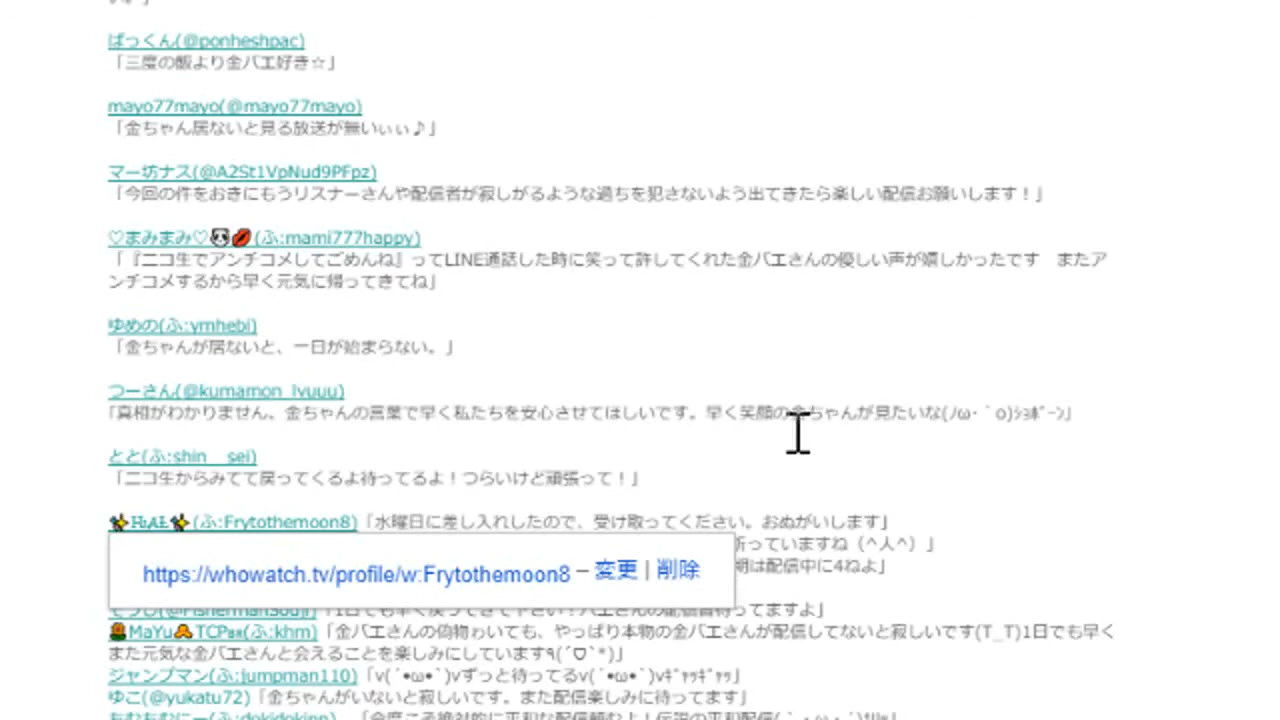 ぱっくん(@ponheshpac)
「三度の飯より金バエ好き☆」
mayo77mayo(@mayo77mayo)
「金ちゃん居ないと見る放送が無いぃぃ♪」
マー坊ナス(@A2St1VpNud9PFpz)
「今回の件をおきにもうリスナーさんや配信者が寂しがるような過ちを犯さないよう出てきたら楽しい配信お願いします！」
♡まみまみ♡🐼💋(ふ:mami777happy)
「『ニコ生でアンチコメしてごめんね』ってLINE通話した時に笑って許してくれた金バエさんの優しい声が嬉しかったです　またア
ンチコメするから早く元気に帰ってきてね」
ゆめの(ふ:ymhebi)
「金ちゃんが居ないと、一日が始まらない。」
つーさん(@kumamon_lvuuu)
「真相がわかりません。金ちゃんの言葉で早く私たちを安心させてほしいです。早く笑顔の金ちゃんが見たいな(ﾉω･｀o)ｼｮﾎﾞｰﾝ」
とと(ふ:shin__sei)
「ニコ生からみてて戻ってくるよ待ってるよ！つらいけど頑張って！」
(ふ:Frytothemoon8)「水曜日に差し入れしたので、受け取ってください。おぬがいします」
祈っていますね（^人^）」
期は配信中に4ねよ」
https://whowatch.tv/profile/w:Frytothemoon8 – 変更 | 削除
てますよ」
MaYu TCP(ふ:khm)「金バエさんの偽物ゎいても、やっぱり本物の金バエさんが配信してないと寂しいです(T_T)1日でも早く
また元気な金バエさんと会えることを楽しみにしています٩(ˊᗜˋ*)」
ジャンプマン(ふ:jumpman110)「v(´•ω•`)vずっと待ってるv(´•ω•`)vｷﾞｬｯｷﾞｬｯ」
ゆこ(@yukatu72)「金ちゃんがいないと寂しいです。また配信楽しみに待ってます」